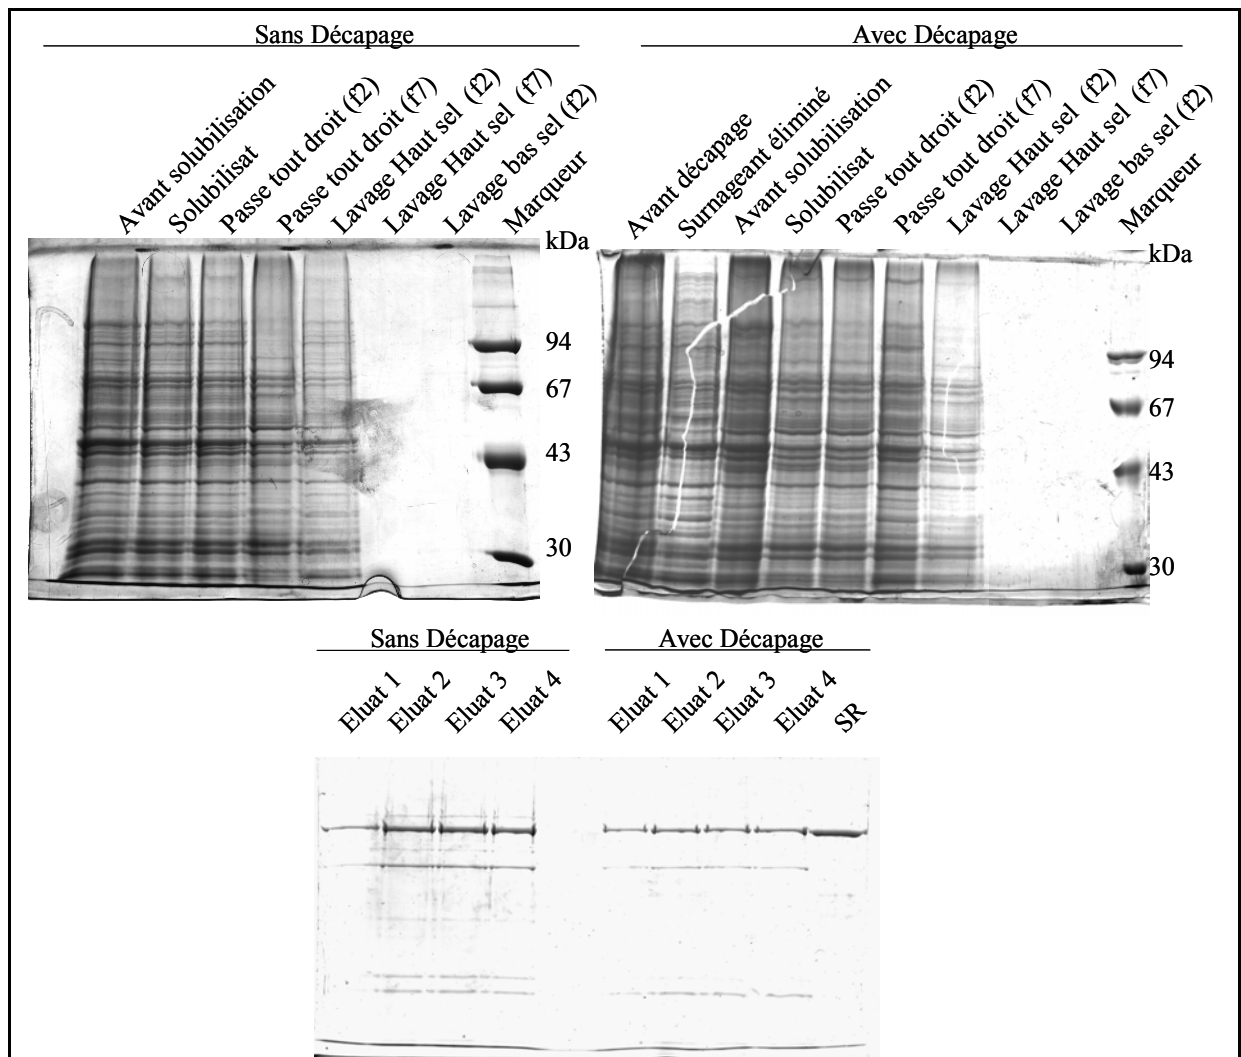 Sans Décapage
Avant solubilisation
Solubilisat
Passe tout droit (f2)
Passe tout droit (f7)
Lavage Haut sel (f2)
Lavage Haut sel (f7)
Lavage bas sel (f2)
Marqueur
kDa
94
67
43
30
Avec Décapage
Avant décapage
Surnageant éliminé
Avant solubilisation
Solubilisat
Passe tout droit (f2)
Passe tout droit (f7)
Lavage Haut sel (f2)
Lavage Haut sel (f7)
Lavage bas sel (f2)
Marqueur
kDa
94
67
43
30
Sans Décapage
Eluat 1
Eluat 2
Eluat 3
Eluat 4
Avec Décapage
Eluat 1
Eluat 2
Eluat 3
Eluat 4
SR